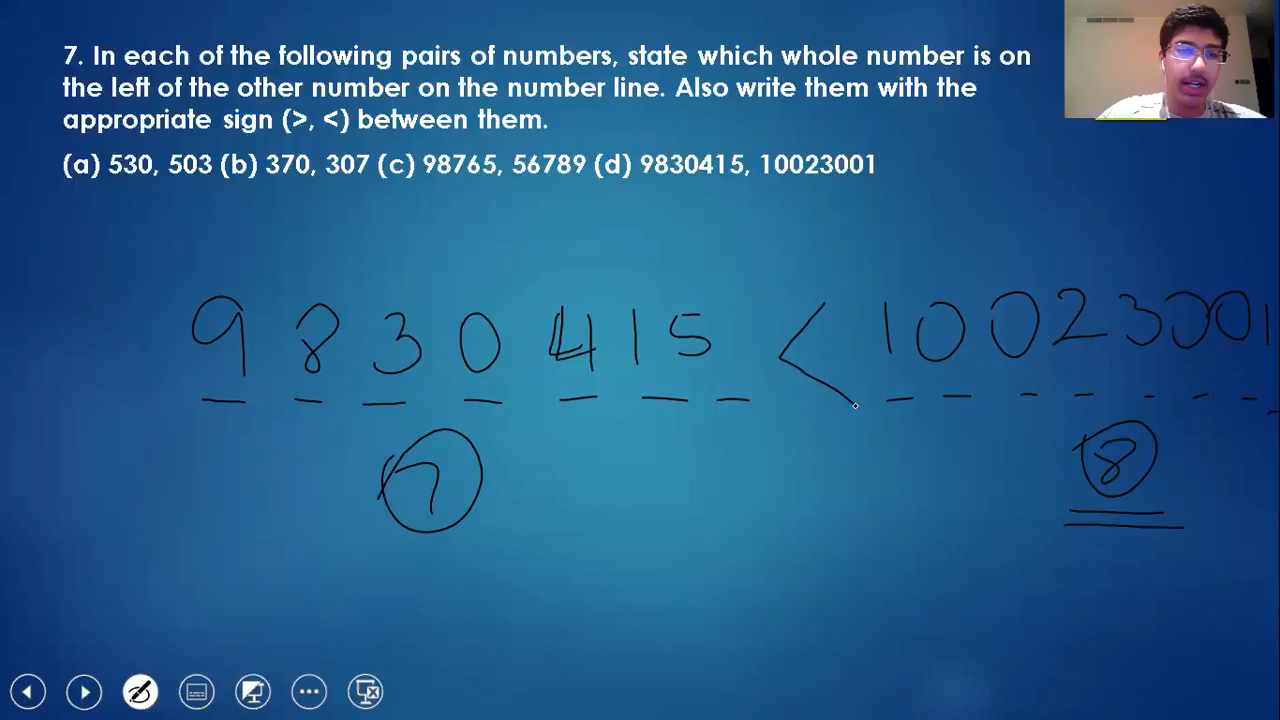 7. In each of the following pairs of numbers, state which whole number is on
the left of the other number on the number line. Also write them with the
appropriate sign (>, <) between them.
(a) 530, 503 (b) 370, 307 (c) 98765, 56789 (d) 9830415, 10023001
9830415 < 10023001
7 8